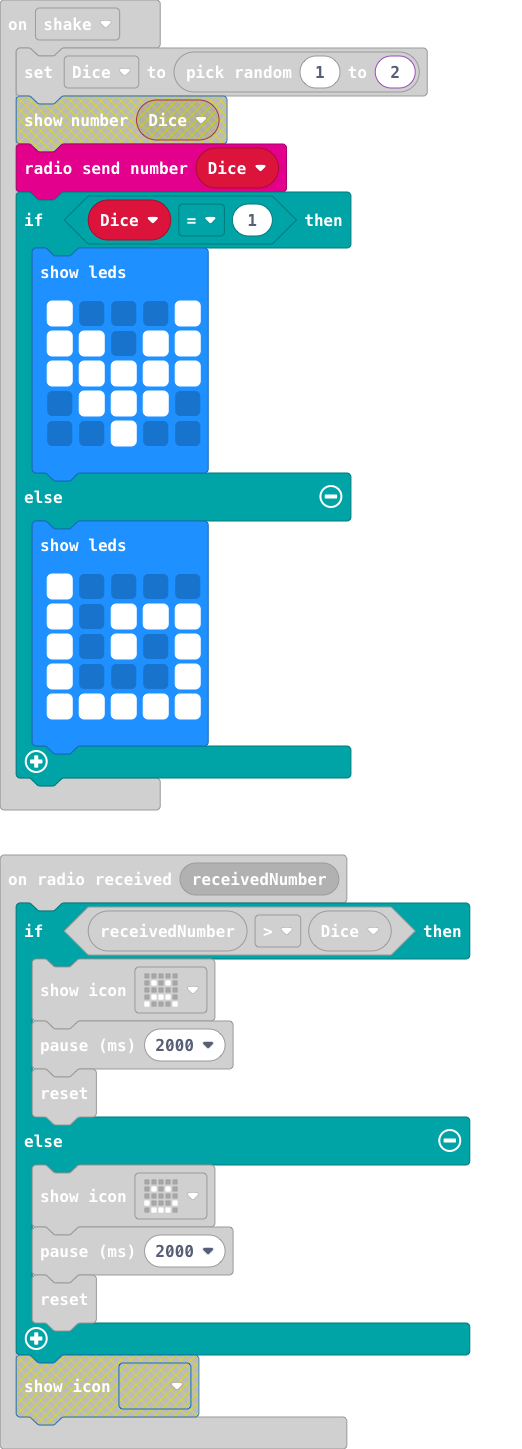 on shake
set Dice to pick random 1 to 2
show number Dice
radio send number Dice
if Dice = 1 then
show leds
else
show leds
on radio received receivedNumber
if receivedNumber > Dice then
show icon
pause (ms) 2000
reset
else
show icon
pause (ms) 2000
reset
show icon